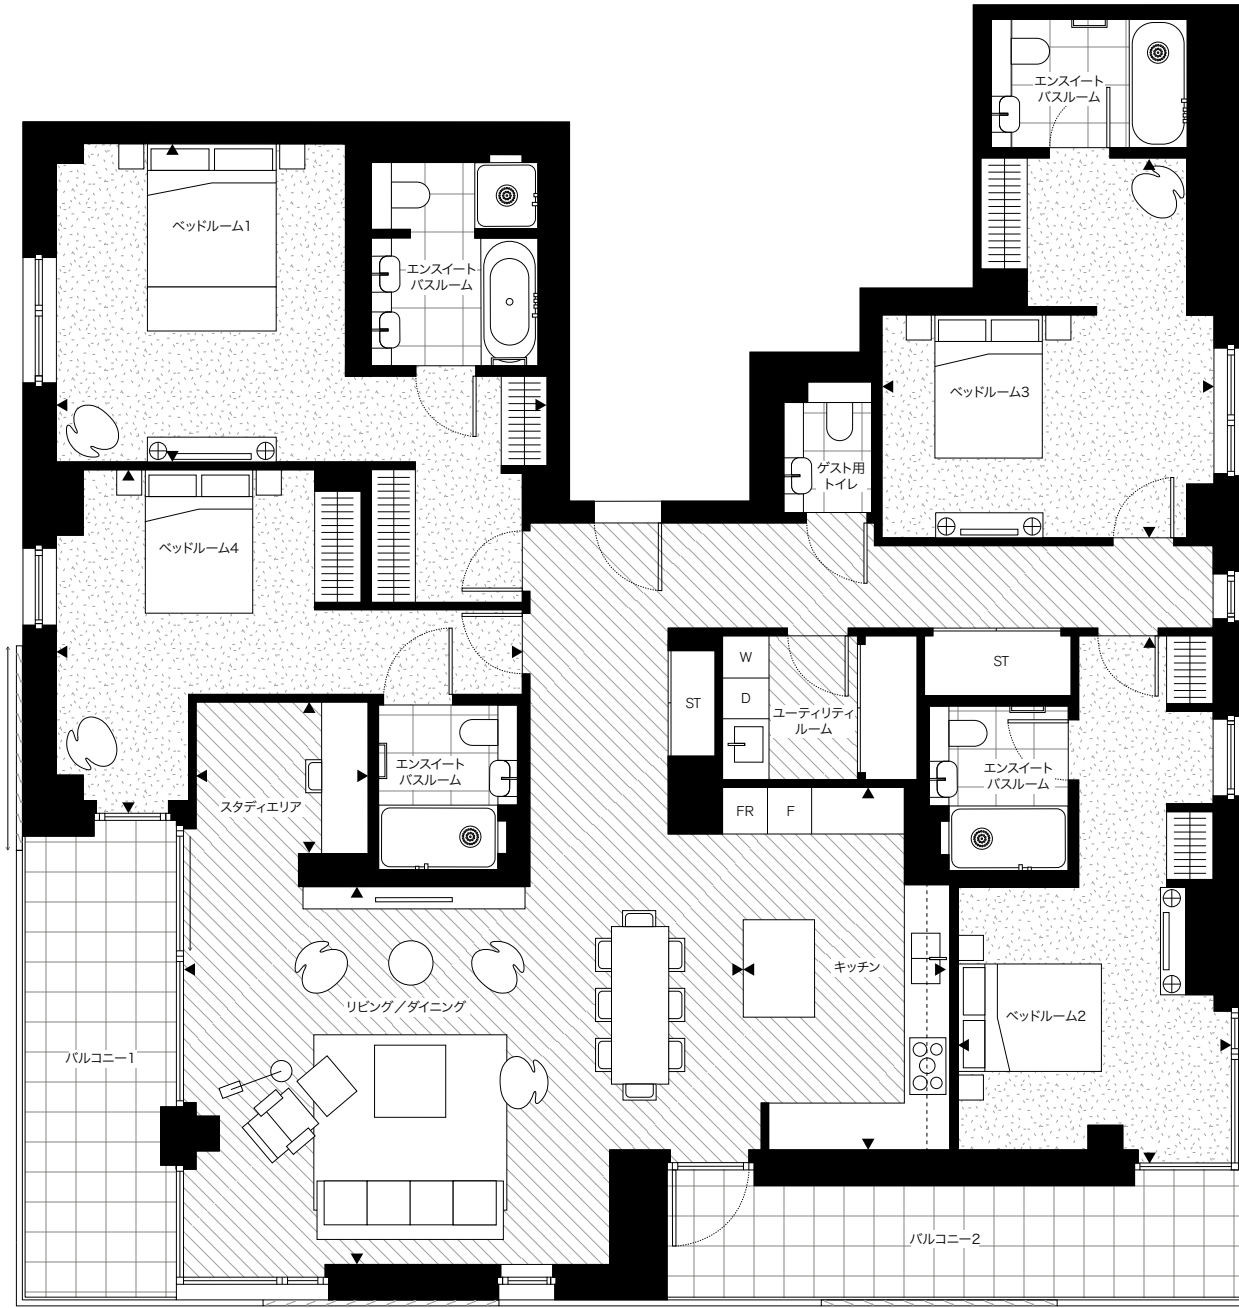 エンスイート
バスルーム
ベッドルーム1
エンスイート
バスルーム
ベッドルーム3
ゲスト用
トイレ
ベッドルーム4
W
ST
ST
D
ユーティリティ
ルーム
エンスイート
バスルーム
エンスイート
バスルーム
スタディエリア
FR
F
キッチン
リビング／ダイニング
ベッドルーム2
バルコニー1
バルコニー2